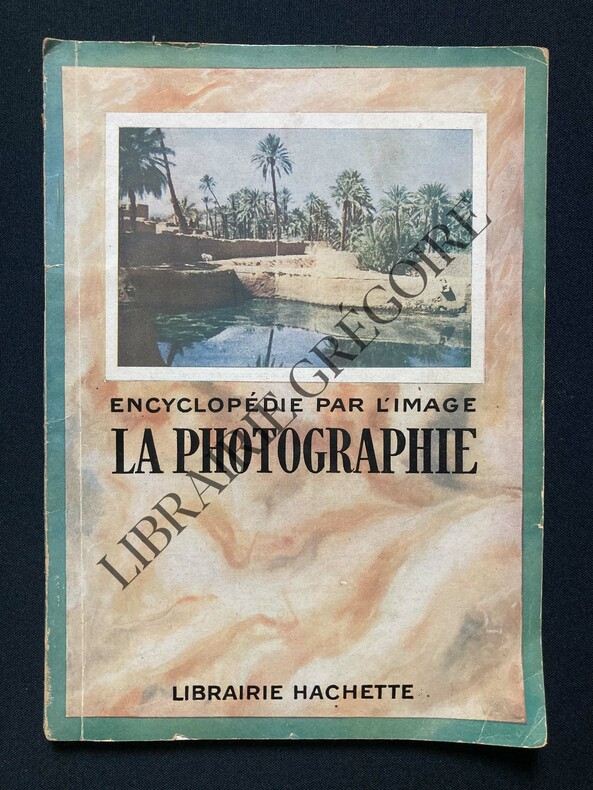 ENCYCLOPÉDIE PAR L'IMAGE
LA PHOTOGRAPHIE
LIBRAIRIE GRÉGOIRE
LIBRAIRIE HACHETTE